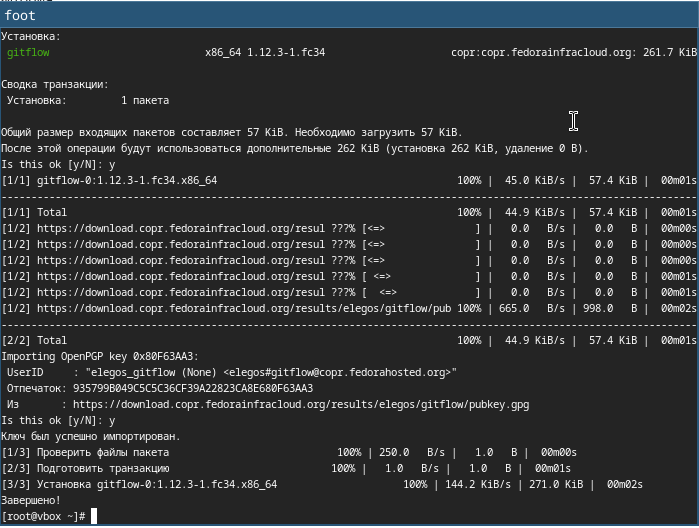 foot
Установка:
gitflow x86_64 1.12.3-1.fc34 copr:copr.fedorainfracloud.org: 261.7 KiB
Сводка транзакции:
Установка: 1 пакета
Общий размер входящих пакетов составляет 57 KiB. Необходимо загрузить 57 KiB.
После этой операции будут использоваться дополнительные 262 KiB (установка 262 KiB, удаление 0 B).
Is this ok [y/N]: y
[1/1] gitflow-0:1.12.3-1.fc34.x86_64 100% | 45.0 KiB/s | 57.4 KiB | 00m01s
--------------------------------------------------------------------------------
[1/1] Total 100% | 44.9 KiB/s | 57.4 KiB | 00m01s
[1/2] https://download.copr.fedorainfracloud.org/resul ???% [<=> ] | 0.0 B/s | 0.0 B | 00m00s
[1/2] https://download.copr.fedorainfracloud.org/resul ???% [<=> ] | 0.0 B/s | 0.0 B | 00m00s
[1/2] https://download.copr.fedorainfracloud.org/resul ???% [<=> ] | 0.0 B/s | 0.0 B | 00m00s
[1/2] https://download.copr.fedorainfracloud.org/resul ???% [ <=> ] | 0.0 B/s | 0.0 B | 00m01s
[1/2] https://download.copr.fedorainfracloud.org/resul ???% [ <=> ] | 0.0 B/s | 0.0 B | 00m01s
[1/2] https://download.copr.fedorainfracloud.org/results/elegos/gitflow/pub 100% | 665.0 B/s | 998.0 B | 00m02s
--------------------------------------------------------------------------------
[2/2] Total 100% | 44.9 KiB/s | 57.4 KiB | 00m01s
Importing OpenPGP key 0x80F63AA3:
UserID : "elegos_gitflow (None) <elegos#gitflow@copr.fedorahosted.org>"
Отпечаток: 935799B049C5C5C36CF39A22823CA8E680F63AA3
Из : https://download.copr.fedorainfracloud.org/results/elegos/gitflow/pubkey.gpg
Is this ok [y/N]: y
Ключ был успешно импортирован.
[1/3] Проверить файлы пакета 100% | 250.0 B/s | 1.0 B | 00m00s
[2/3] Подготовить транзакцию 100% | 1.0 B/s | 1.0 B | 00m01s
[3/3] Установка gitflow-0:1.12.3-1.fc34.x86_64 100% | 144.2 KiB/s | 271.0 KiB | 00m02s
Завершено!
[root@vbox ~]#